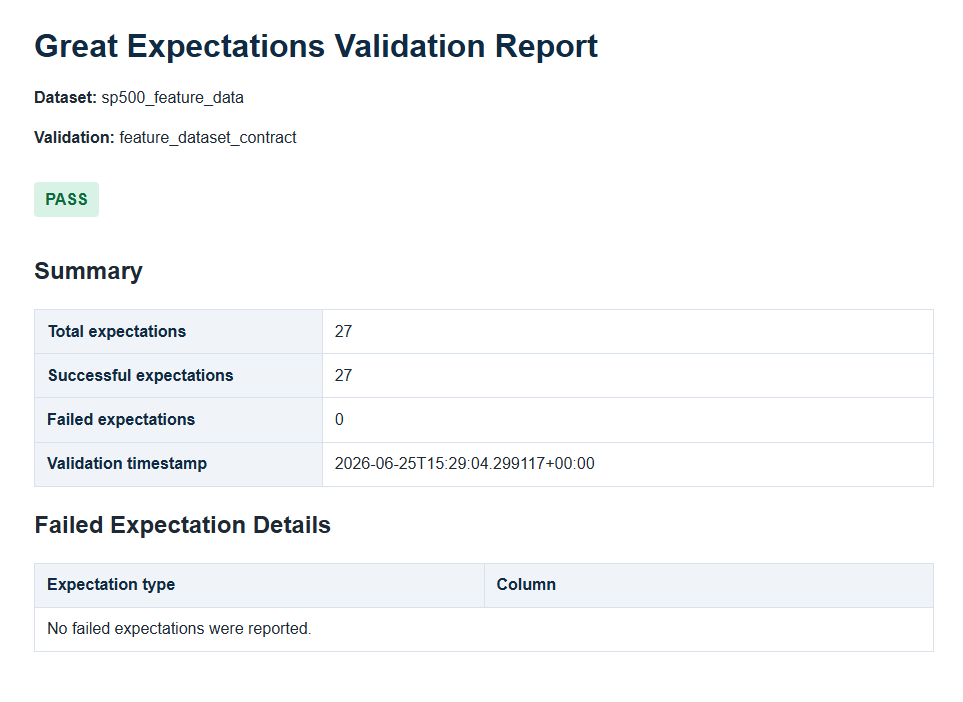 Great Expectations Validation Report
Dataset: sp500_feature_data
Validation: feature_dataset_contract
PASS
Summary
Total expectations 27
Successful expectations 27
Failed expectations 0
Validation timestamp 2026-06-25T15:29:04.299117+00:00
Failed Expectation Details
Expectation type Column
No failed expectations were reported.